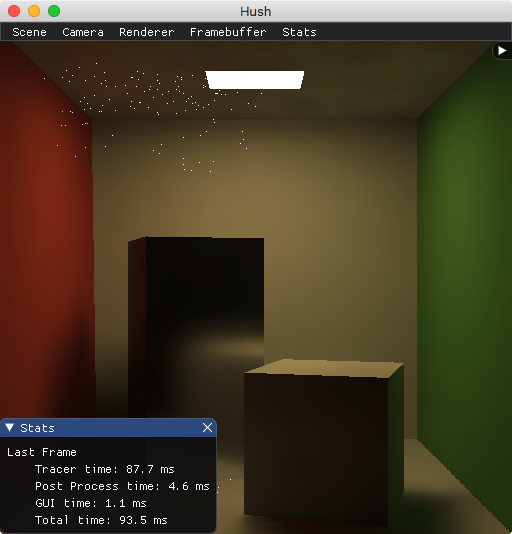 Hush
Scene Camera Renderer Framebuffer Stats
Stats
Last Frame
Tracer time: 87.7 ms
Post Process time: 4.6 ms
GUI time: 1.1 ms
Total time: 93.5 ms